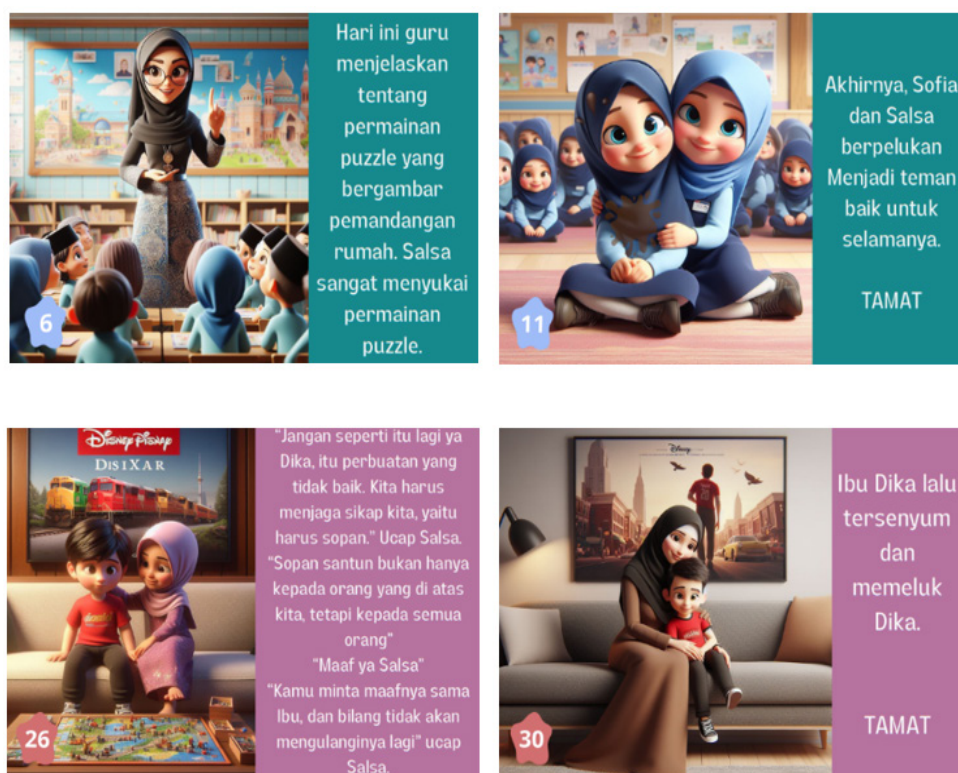 Hari ini guru
menjelaskan
tentang
permainan
puzzle yang
bergambar
pemandangan
rumah. Salsa
sangat menyukai
permainan
puzzle.
6
Akhirnya, Sofia
dan Salsa
berpelukan
Menjadi teman
baik untuk
selamanya.
TAMAT
11
DISIXAR
"Jangan seperti itu lagi ya
Dika, itu perbuatan yang
tidak baik. Kita harus
menjaga sikap kita, yaitu
harus sopan." Ucap Salsa.
"Sopan santun bukan hanya
kepada orang yang di atas
kita, tetapi kepada semua
orang"
"Maaf ya Salsa"
"Kamu minta maafnya sama
Ibu, dan bilang tidak akan
mengulanginya lagi" ucap
Salsa.
26
Disney
Ibu Dika lalu
tersenyum
dan
memeluk
Dika.
TAMAT
30